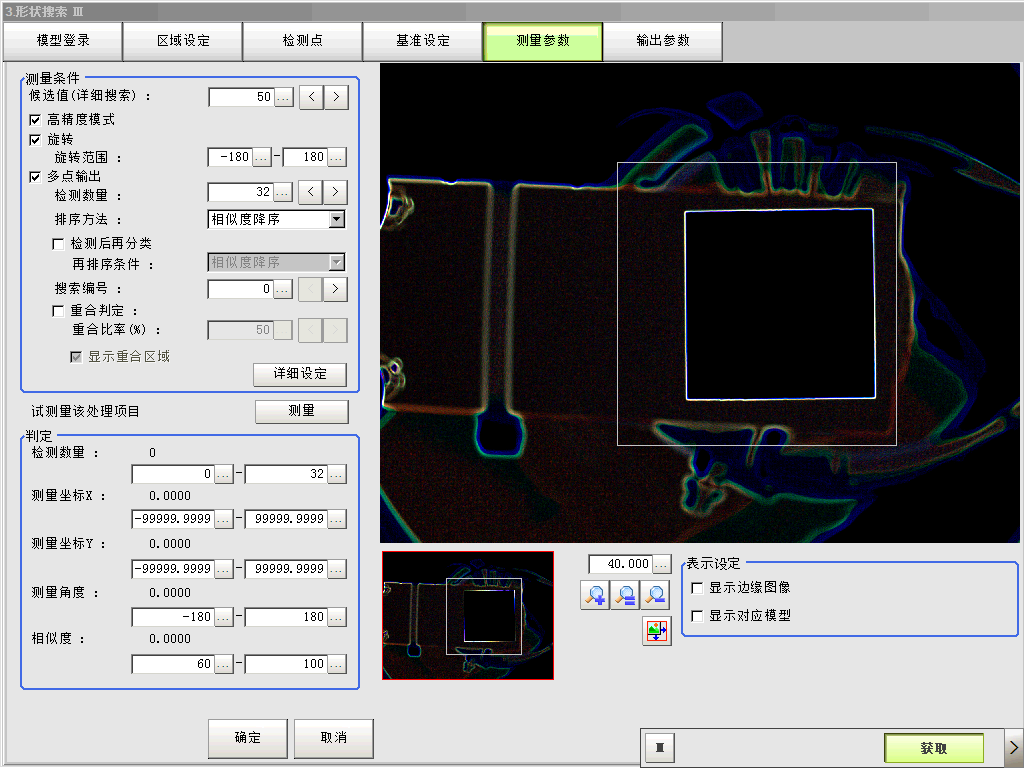 3.形状搜索 Ⅲ
模型登录 区域设定 检测点 基准设定 测量参数 输出参数
测量条件
候选值(详细搜索) : 50 ... < >
高精度模式
旋转
旋转范围 : -180 ... - 180 ...
多点输出
检测数量 : 32 ... < >
排序方法 : 相似度降序
检测后再分类
再排序条件 : 相似度降序
搜索编号 : 0 ... < >
重合判定 :
重合比率(%) : 50 < >
显示重合区域
详细设定
试测量该处理项目 测量
判定
检测数量 : 0
0 ... - 32 ...
测量坐标X : 0.0000
-99999.9999 ... - 99999.9999 ...
测量坐标Y : 0.0000
-99999.9999 ... - 99999.9999 ...
测量角度 : 0.0000
-180 ... - 180 ...
相似度 : 0.0000
60 ... - 100 ...
确定 取消
40.000 ...
表示设定
显示边缘图像
显示对应模型
获取 >